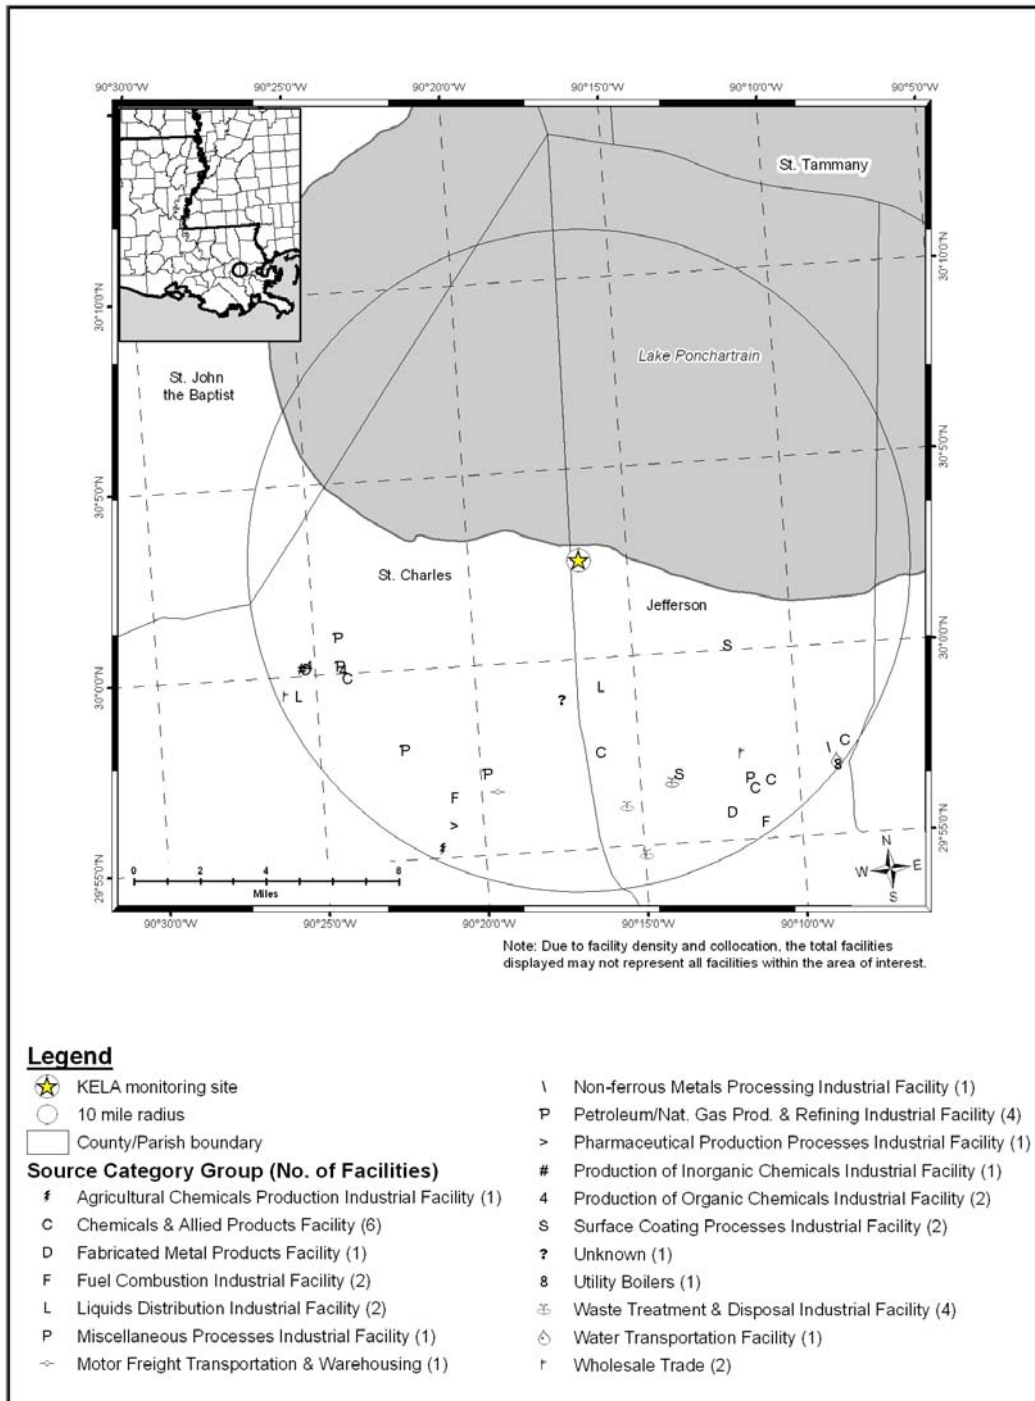 90°30'0"W 90°25'0"W 90°20'0"W 90°15'0"W 90°10'0"W 90°5'0"W
St. Tammany
30°10'0"N
30°10'0"N
Lake Ponchartrain
St. John
the Baptist
30°5'0"N
30°5'0"N
St. Charles
Jefferson
30°0'0"N
30°0'0"N
P
S
P
C
L
L
?
C
C
P
P
S
P
C
C
F
D
F
>
\
8
#
4
29°55'0"N
29°55'0"N
N
W E
S
0 2 4 8
Miles
90°30'0"W 90°25'0"W 90°20'0"W 90°15'0"W 90°10'0"W
Note: Due to facility density and collocation, the total facilities
displayed may not represent all facilities within the area of interest.
Legend
KELA monitoring site
10 mile radius
County/Parish boundary
Source Category Group (No. of Facilities)
Agricultural Chemicals Production Industrial Facility (1)
C Chemicals & Allied Products Facility (6)
D Fabricated Metal Products Facility (1)
F Fuel Combustion Industrial Facility (2)
L Liquids Distribution Industrial Facility (2)
P Miscellaneous Processes Industrial Facility (1)
Motor Freight Transportation & Warehousing (1)
\ Non-ferrous Metals Processing Industrial Facility (1)
P Petroleum/Nat. Gas Prod. & Refining Industrial Facility (4)
> Pharmaceutical Production Processes Industrial Facility (1)
# Production of Inorganic Chemicals Industrial Facility (1)
4 Production of Organic Chemicals Industrial Facility (2)
S Surface Coating Processes Industrial Facility (2)
? Unknown (1)
8 Utility Boilers (1)
Waste Treatment & Disposal Industrial Facility (4)
Water Transportation Facility (1)
Wholesale Trade (2)